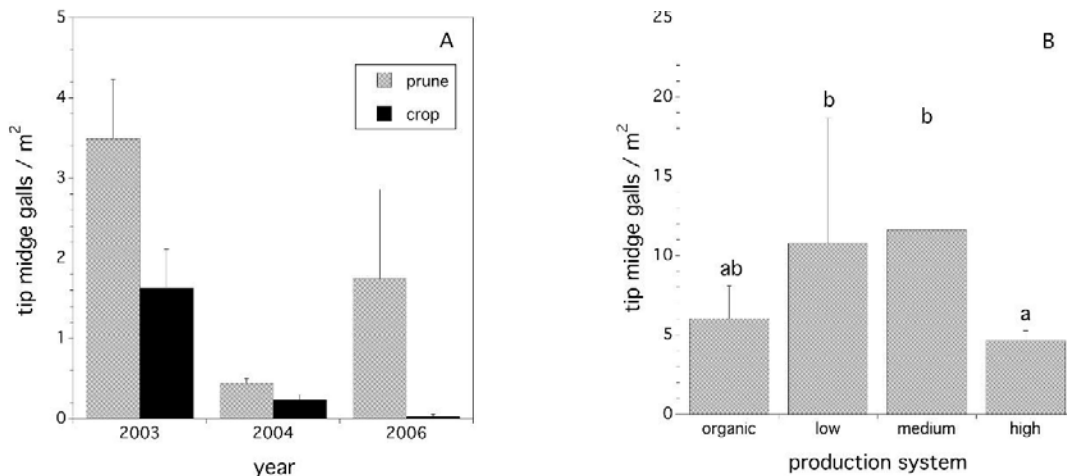 A
prune
crop
tip midge galls / m²
5
4
3
2
1
0
2003 2004 2006
year
B
tip midge galls / m²
25
20
15
10
5
0
ab
b
b
a
organic low medium high
production system